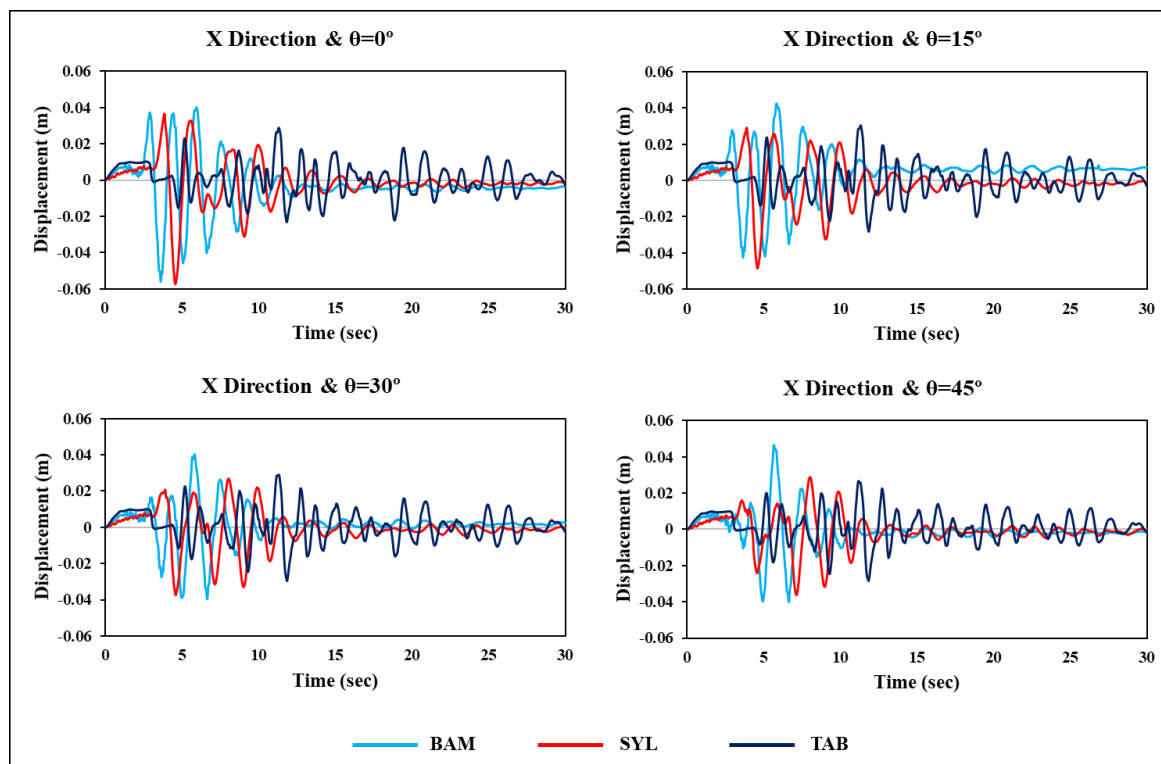 X Direction & θ=0º
Displacement (m)
0.06
0.04
0.02
0
-0.02
-0.04
-0.06
0 5 10 15 20 25 30
Time (sec)
X Direction & θ=15º
Displacement (m)
0.06
0.04
0.02
0
-0.02
-0.04
-0.06
0 5 10 15 20 25 30
Time (sec)
X Direction & θ=30º
Displacement (m)
0.06
0.04
0.02
0
-0.02
-0.04
-0.06
0 5 10 15 20 25 30
Time (sec)
X Direction & θ=45º
Displacement (m)
0.06
0.04
0.02
0
-0.02
-0.04
-0.06
0 5 10 15 20 25 30
Time (sec)
BAM SYL TAB